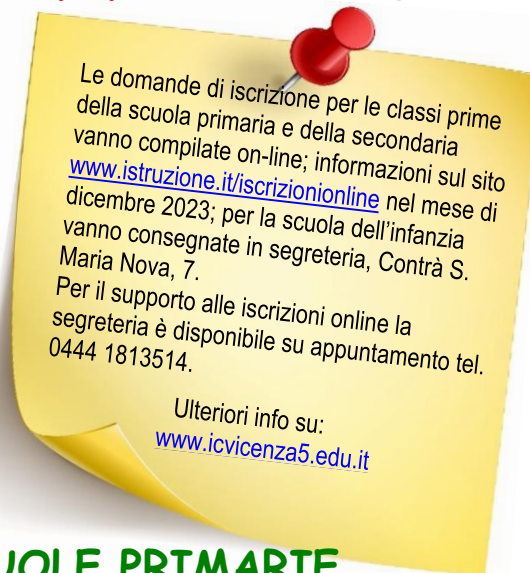 Le domande di iscrizione per le classi prime
della scuola primaria e della secondaria
vanno compilate on-line; informazioni sul sito
www.istruzione.it/iscrizionionline nel mese di
dicembre 2023; per la scuola dell’infanzia
vanno consegnate in segreteria, Contrà S.
Maria Nova, 7.
Per il supporto alle iscrizioni online la
segreteria è disponibile su appuntamento tel.
0444 1813514.
Ulteriori info su:
www.icvicenza5.edu.it
PRIMARIE